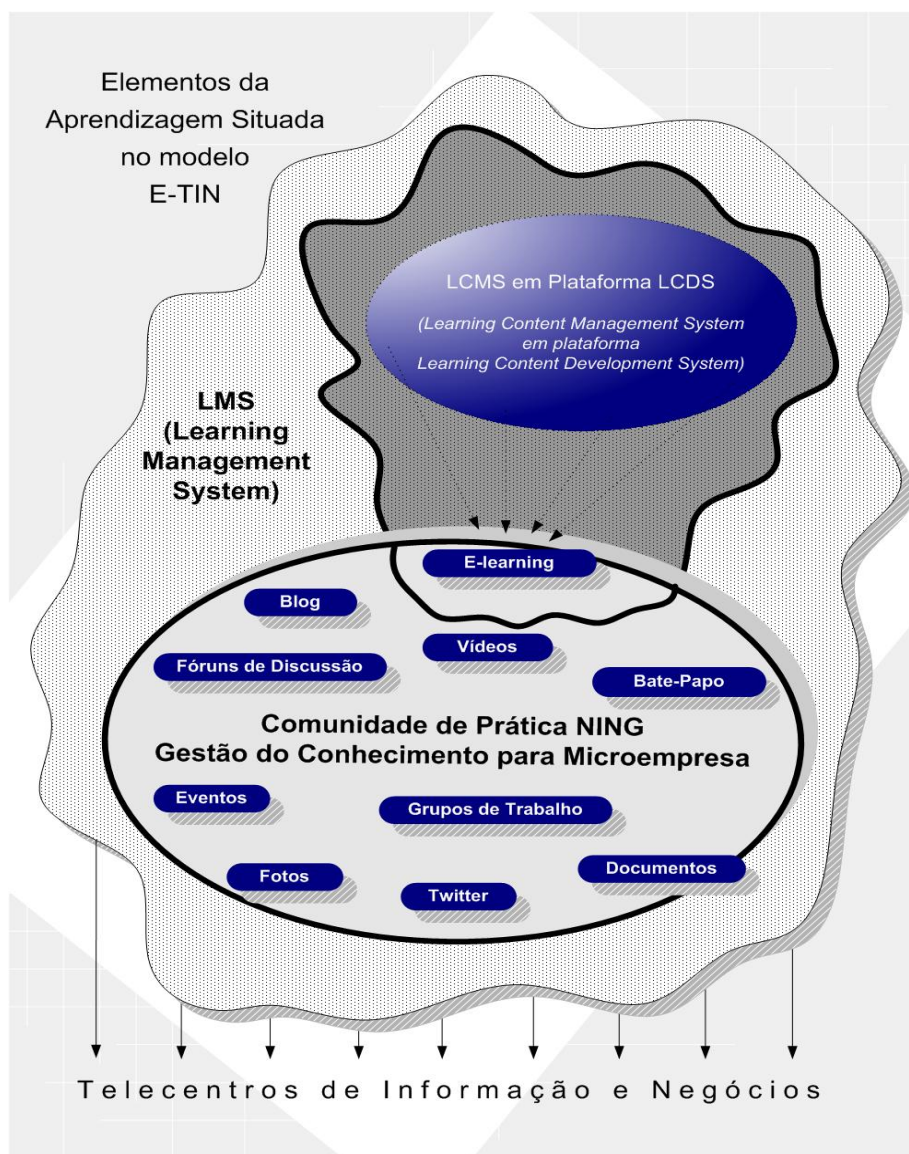 Elementos da
Aprendizagem Situada
no modelo
E-TIN
LCMS em Plataforma LCDS
(Learning Content Management System
em plataforma
Learning Content Development System)
LMS
(Learning
Management
System)
E-learning
Blog
Vídeos
Fóruns de Discussão
Bate-Papo
Comunidade de Prática NING
Gestão do Conhecimento para Microempresa
Eventos
Grupos de Trabalho
Fotos
Twitter
Documentos
Telecentros de Informação e Negócios